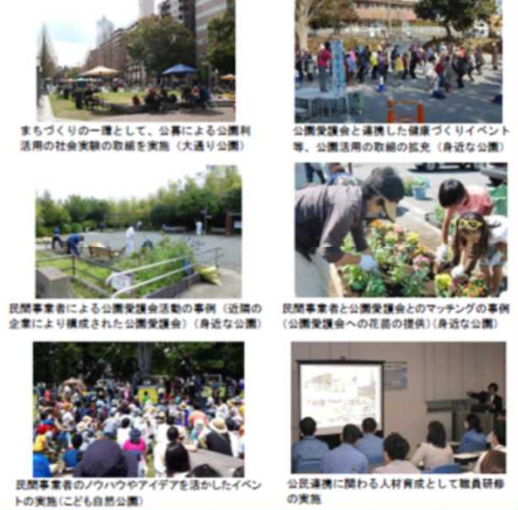 まちづくりの一環として、公募による公園利
活用の社会実験の取組を実施（大通り公園）
公園愛護会と連携した健康づくりイベント
等、公園活用の取組の拡充（身近な公園）
民間事業者による公園愛護会活動の事例（近隣の
企業により構成された公園愛護会）（身近な公園）
民間事業者と公園愛護会とのマッチングの事例
（公園愛護会への花苗の提供）（身近な公園）
民間事業者のノウハウやアイデアを活かしたイベン
トの実施（こども自然公園）
公民連携に関わる人材育成として職員研修
の実施